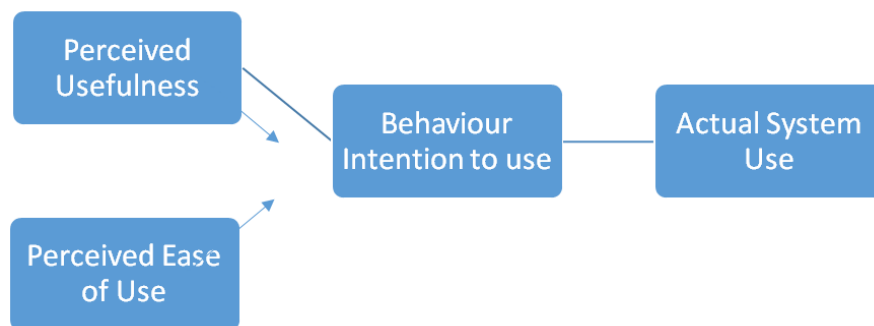 Perceived
Usefulness
Behaviour
Intention to use
Actual System
Use
Perceived Ease
of Use